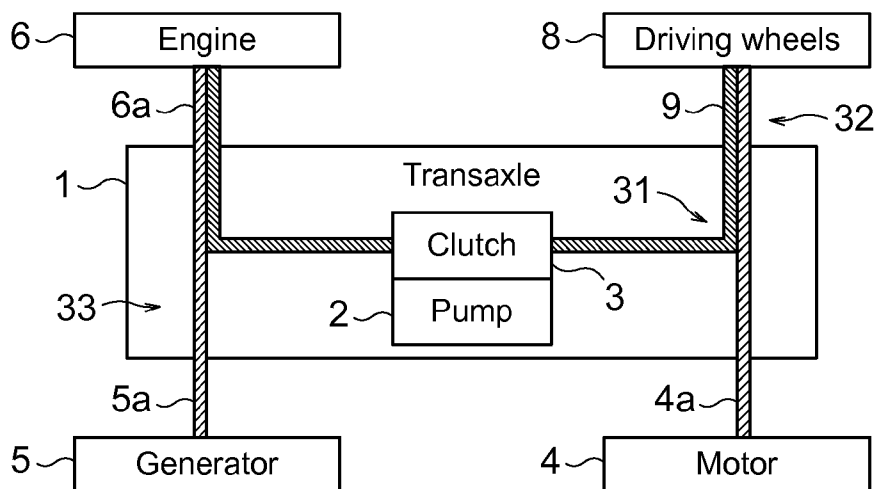 6 Engine
8 Driving wheels
6a
9
32
1
Transaxle
31
Clutch
33
2
Pump
3
5a
4a
5 Generator
4 Motor